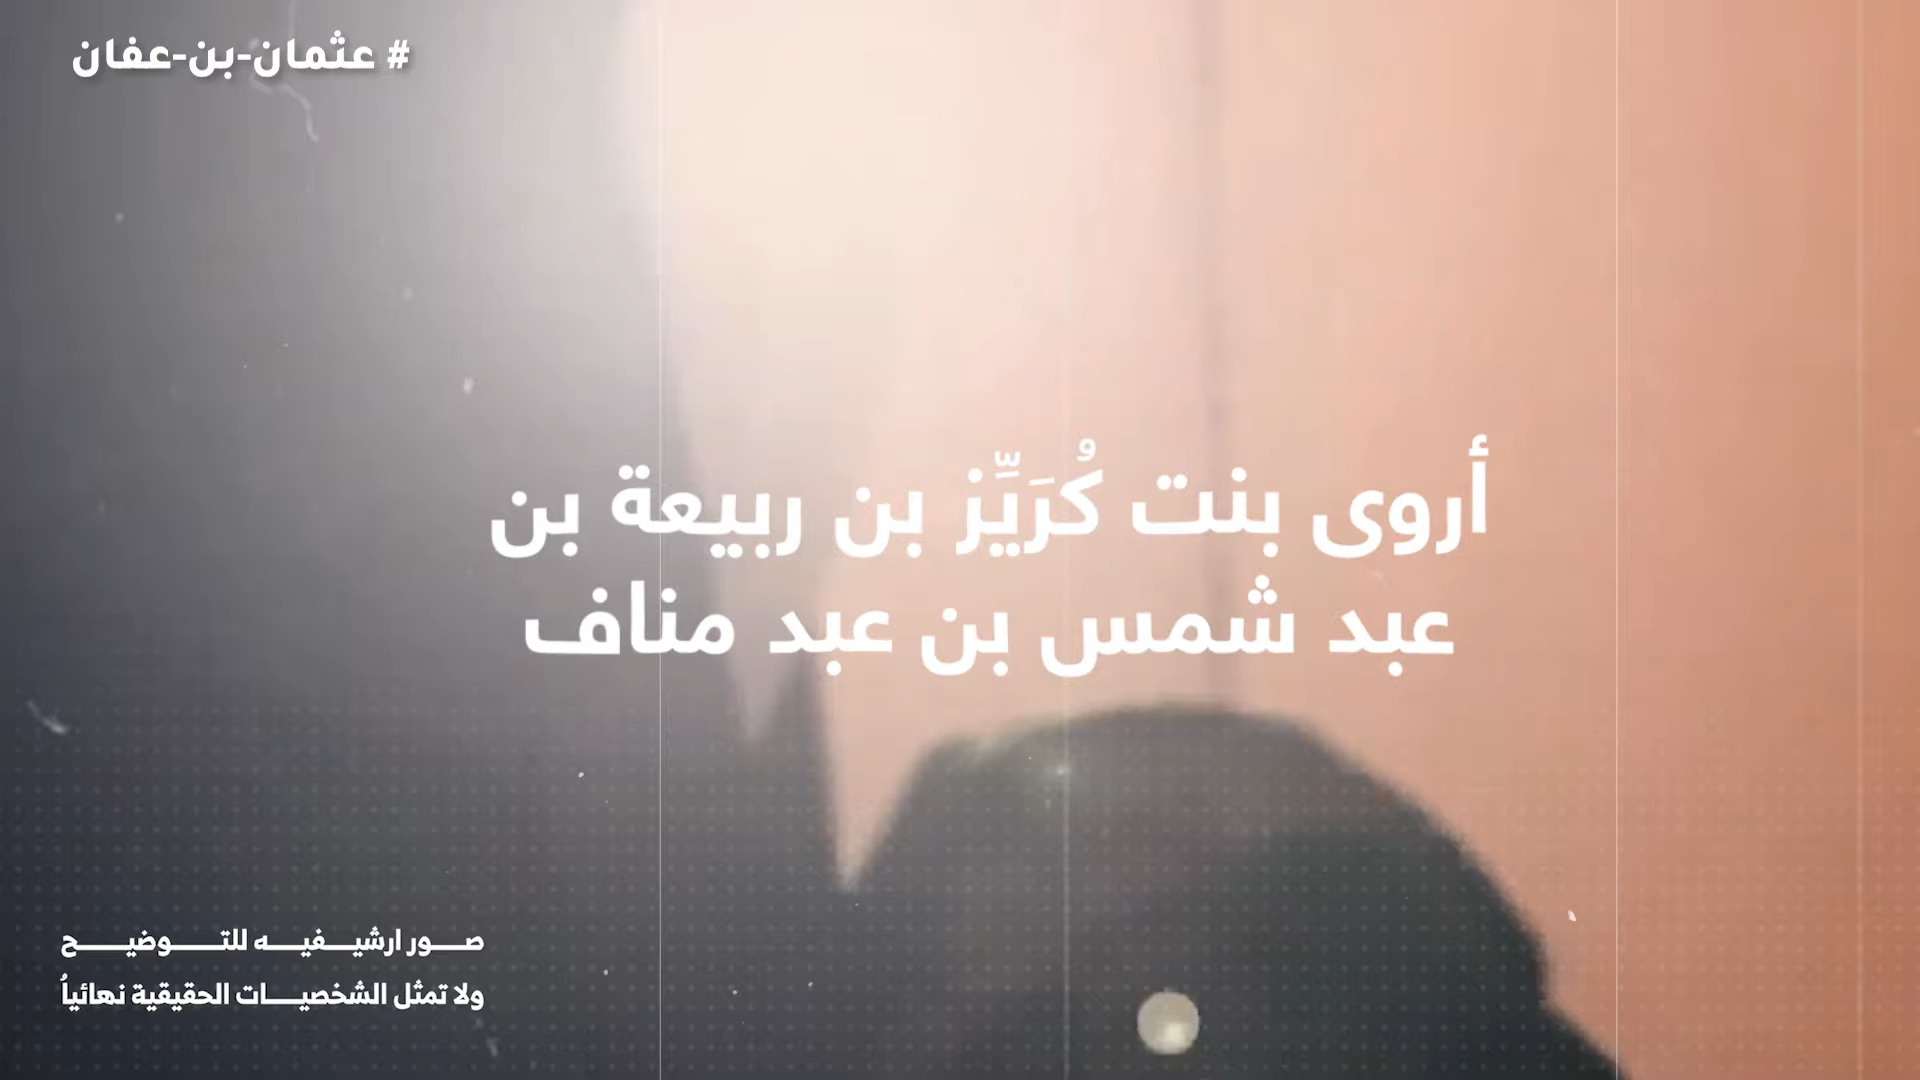 # عثمان-بن-عفان
أروى بنت كُرَيِّز بن ربيعة بن
عبد شمس بن عبد مناف
صـــور ارشيـــفيـــه للتـــــوضيـــــح
ولا تمثل الشخصيـــات الحقيقية نهائياُ